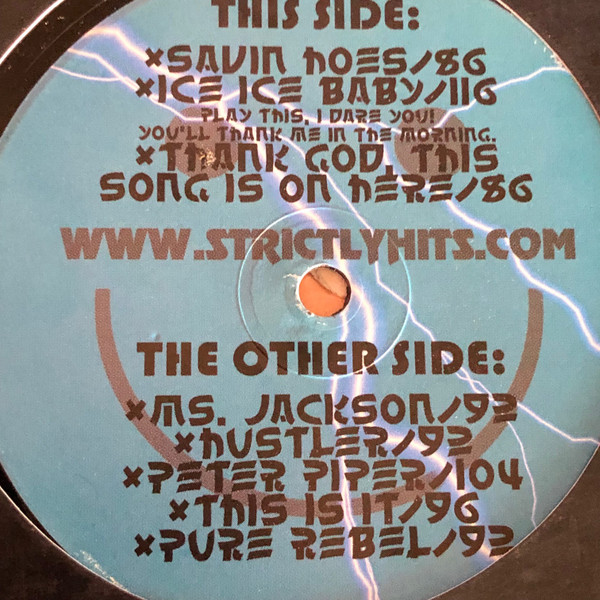 THIS SIDE:
×SAVIN HOES/86
×ICE ICE BABY/116
PLAY THIS, I DARE YOU!
YOU'LL THANK ME IN THE MORNING.
×THANK GOD, THIS
SONG IS ON HERE/86
WWW.STRICTLYHITS.COM
THE OTHER SIDE:
×MS. JACKSON/92
×HUSTLER/92
×PETER PIPER/104
×THIS IS IT/96
×PURE REBEL/92